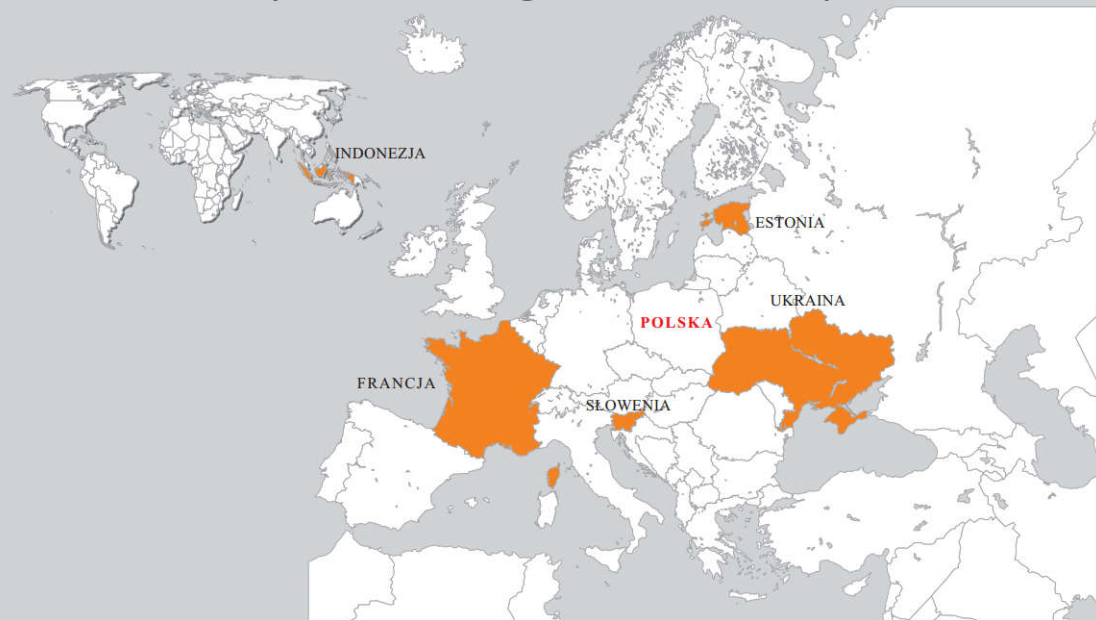 INDONEZJA
ESTONIA
UKRAINA
POLSKA
FRANCJA
SŁOWENIA